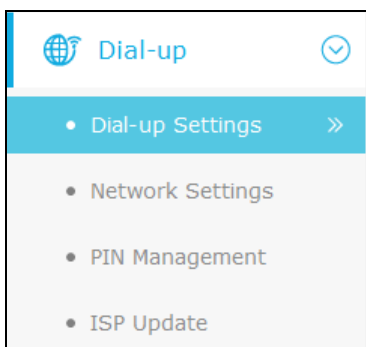 Dial-up
Dial-up Settings
Network Settings
PIN Management
ISP Update